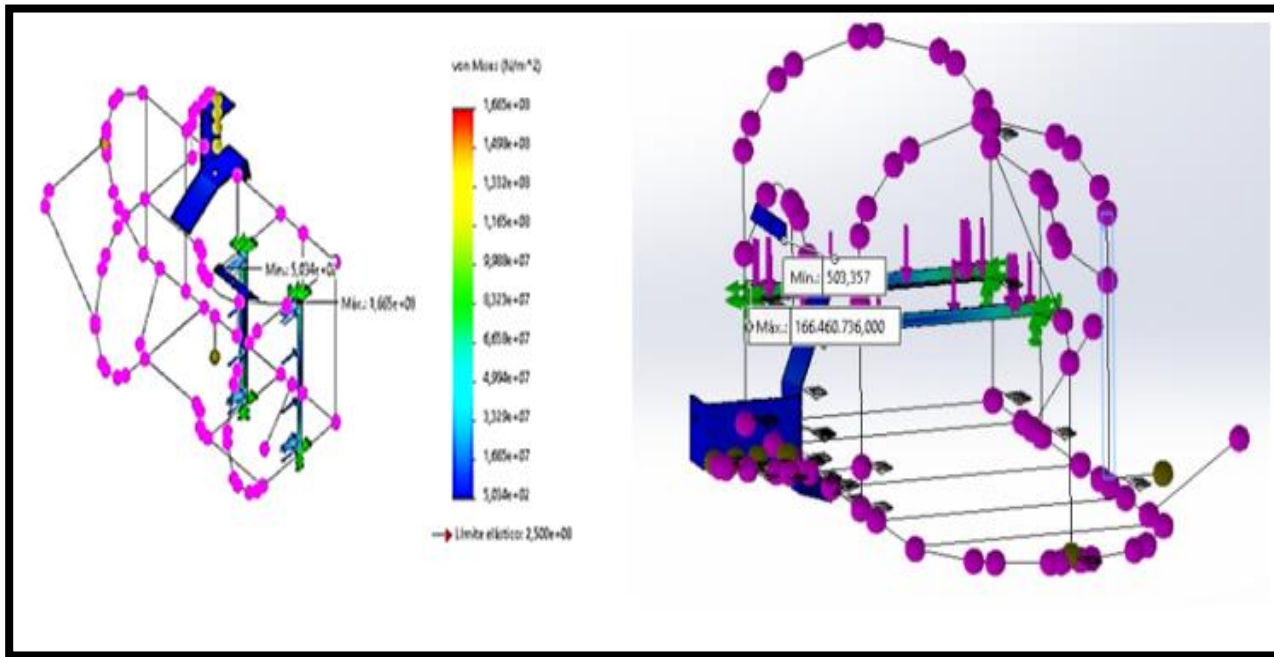 von Mises (N/m^2)
1,665e+08
1,498e+08
1,332e+08
1,165e+08
9,988e+07
8,323e+07
6,658e+07
4,994e+07
3,329e+07
1,665e+07
5,034e+02
Límite elástico: 2,500e+08
Mín.: 5,034e+0
Máx.: 1,665e+08
Mín.: 503,357
Máx.: 166.460.736,000